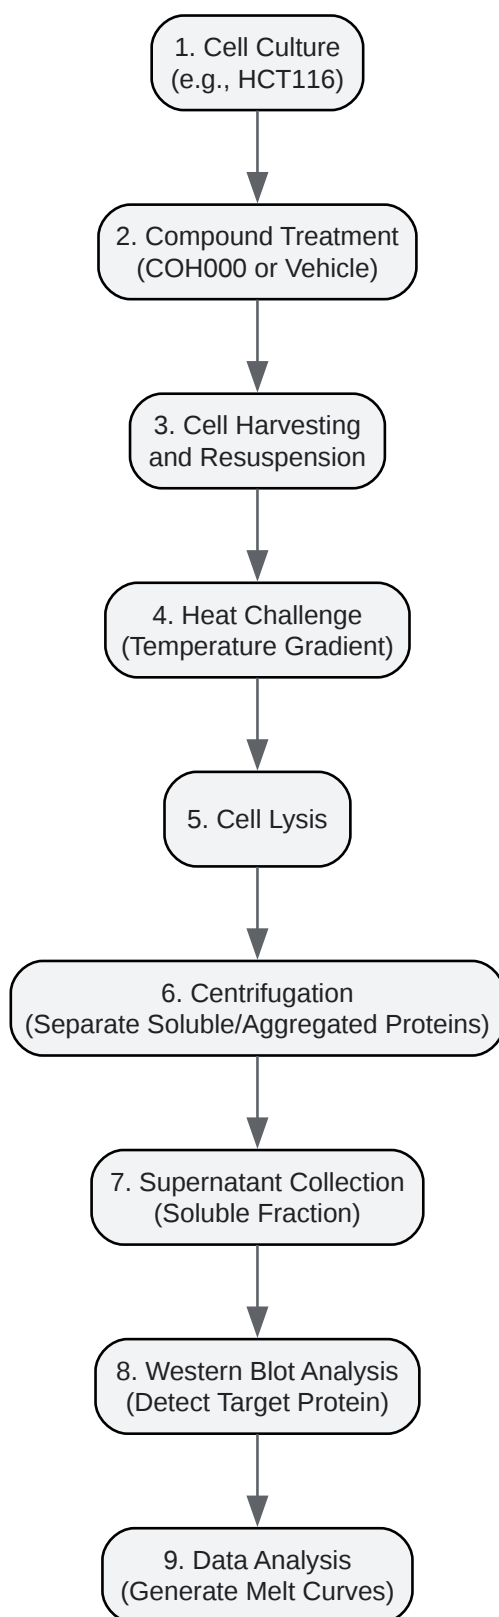 1. Cell Culture
(e.g., HCT116)
2. Compound Treatment
(COH000 or Vehicle)
3. Cell Harvesting
and Resuspension
4. Heat Challenge
(Temperature Gradient)
5. Cell Lysis
6. Centrifugation
(Separate Soluble/Aggregated Proteins)
7. Supernatant Collection
(Soluble Fraction)
8. Western Blot Analysis
(Detect Target Protein)
9. Data Analysis
(Generate Melt Curves)